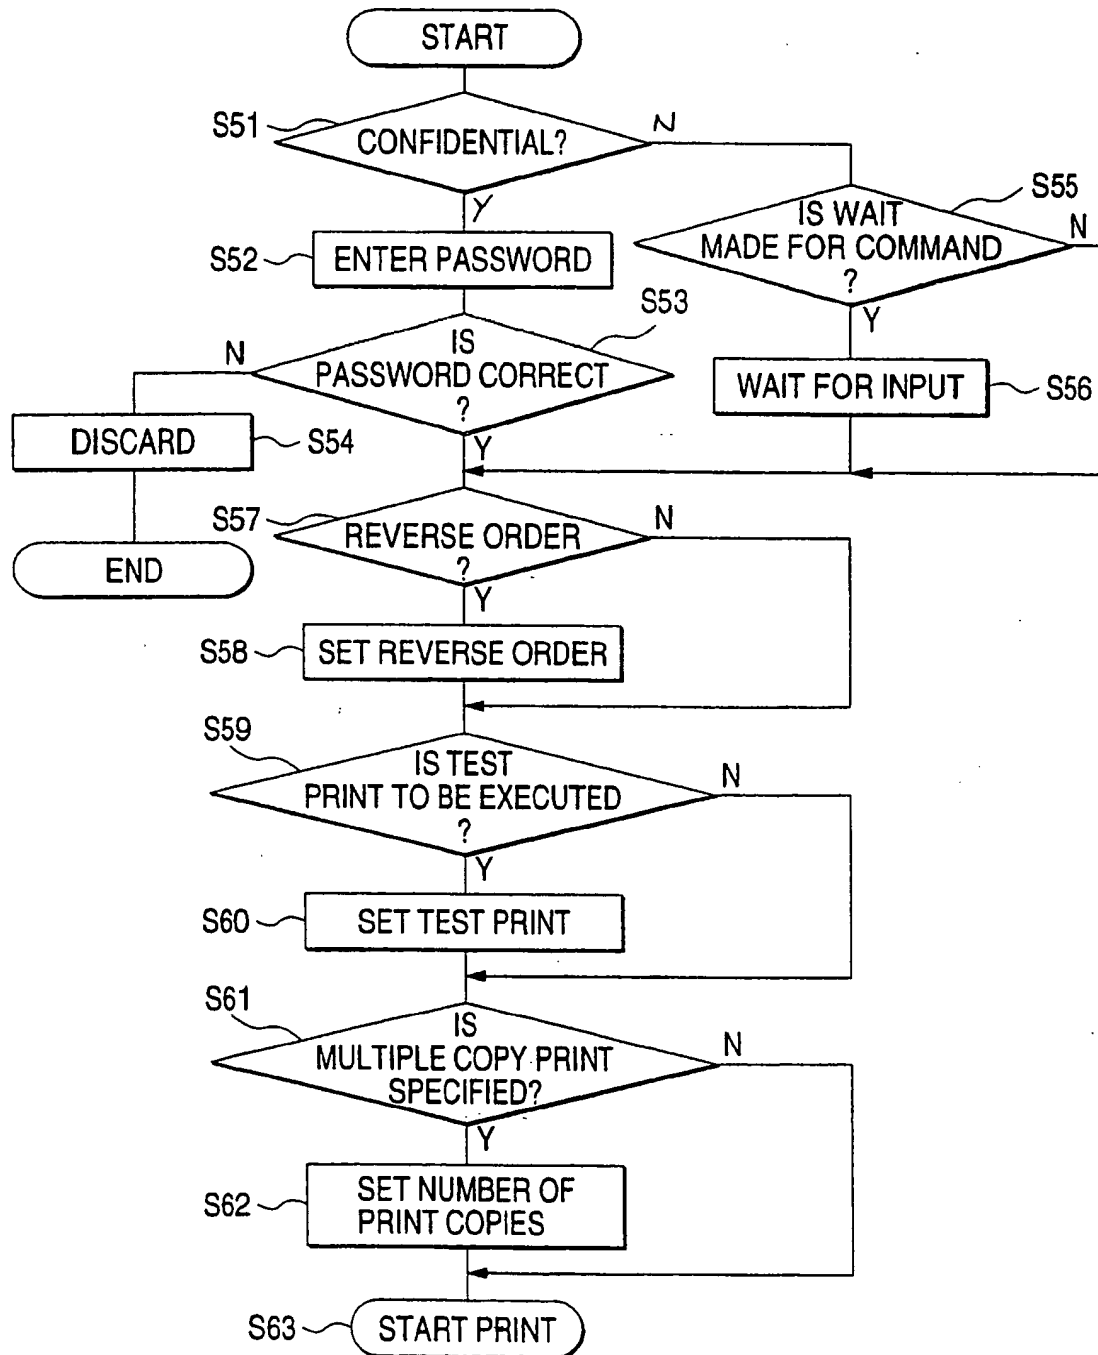 START
S51
CONFIDENTIAL?
N
Y
S55
IS WAIT
MADE FOR COMMAND
?
N
Y
S52
ENTER PASSWORD
S53
IS
PASSWORD CORRECT
?
N
Y
WAIT FOR INPUT
S56
DISCARD
S54
END
S57
REVERSE ORDER
?
N
Y
S58
SET REVERSE ORDER
S59
IS TEST
PRINT TO BE EXECUTED
?
N
Y
S60
SET TEST PRINT
S61
IS
MULTIPLE COPY PRINT
SPECIFIED?
N
Y
S62
SET NUMBER OF
PRINT COPIES
S63
START PRINT